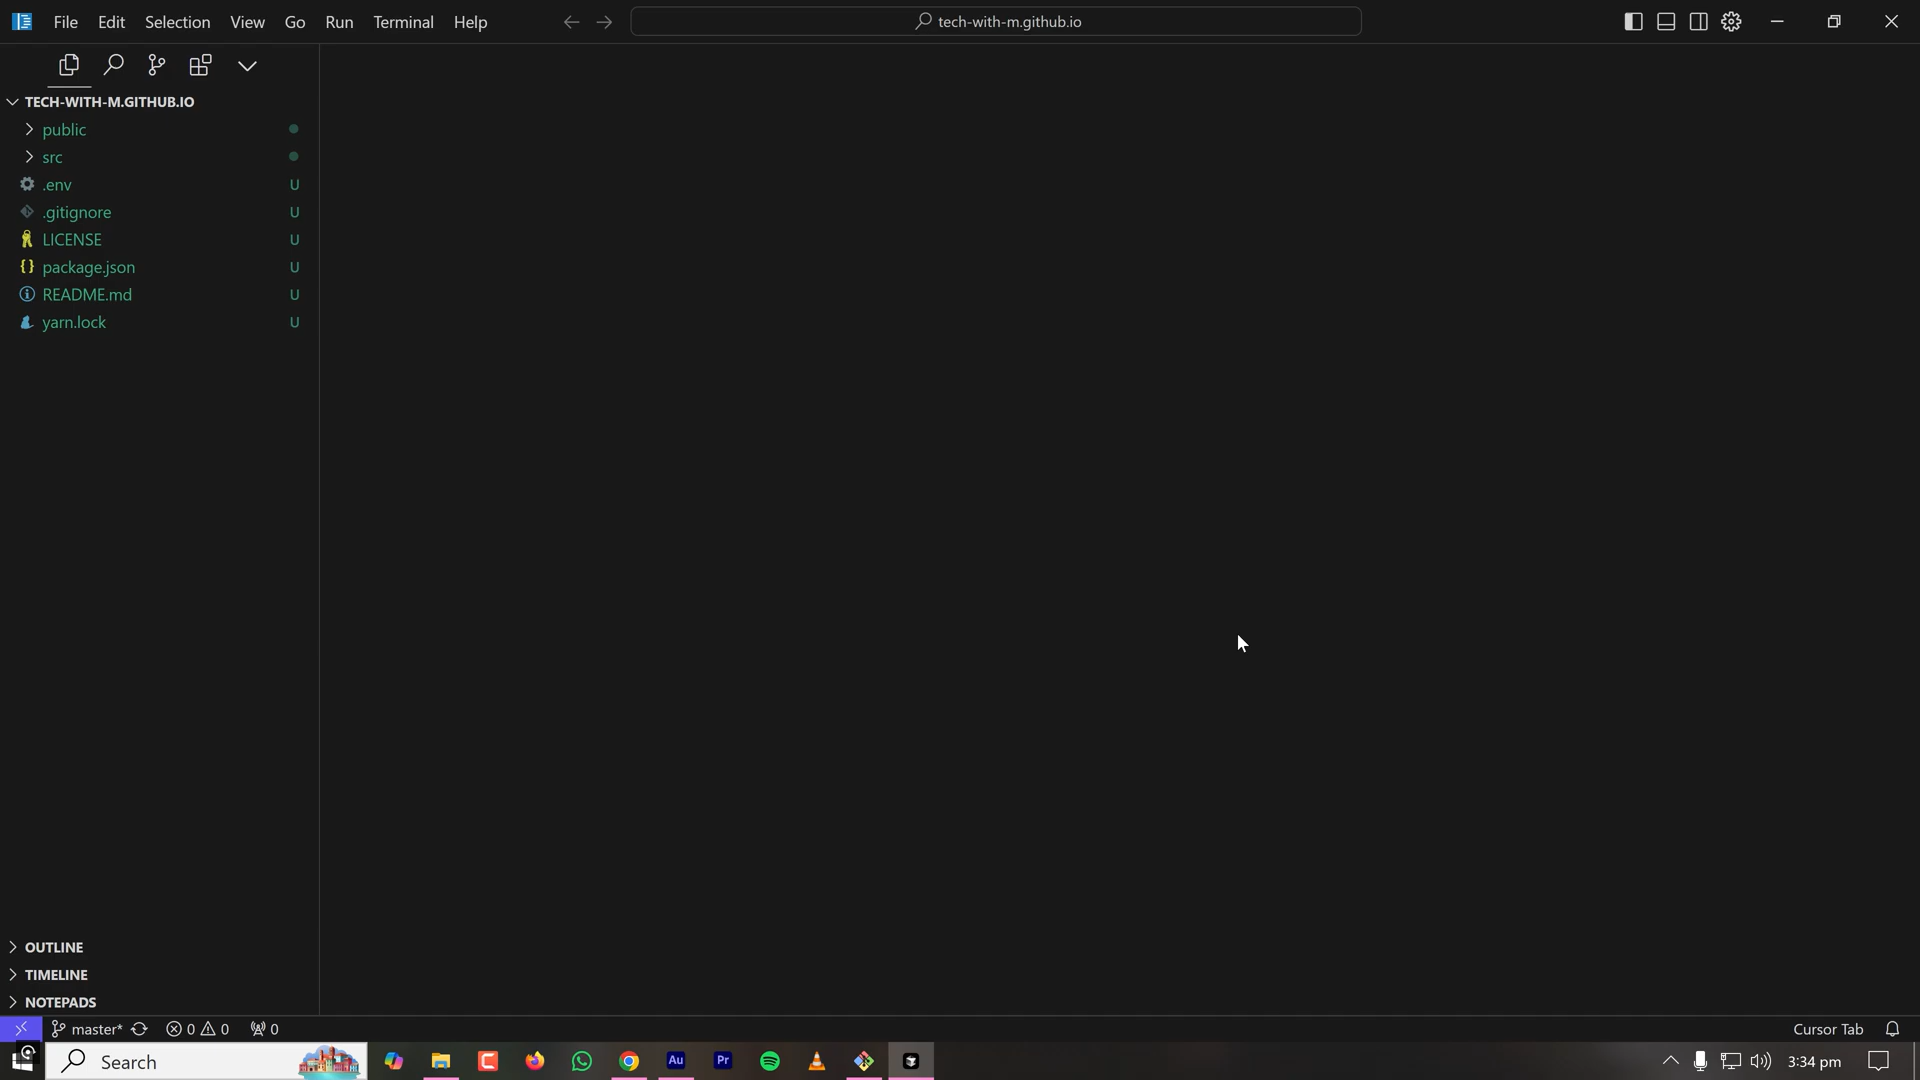 File Edit Selection View Go Run Terminal Help
tech-with-m.github.io
TECH-WITH-M.GITHUB.IO
public
src
.env U
.gitignore U
LICENSE U
package.json U
README.md U
yarn.lock U
OUTLINE
TIMELINE
NOTEPADS
master* 0 0 0
Cursor Tab
Search
Au
Pr
3:34 pm